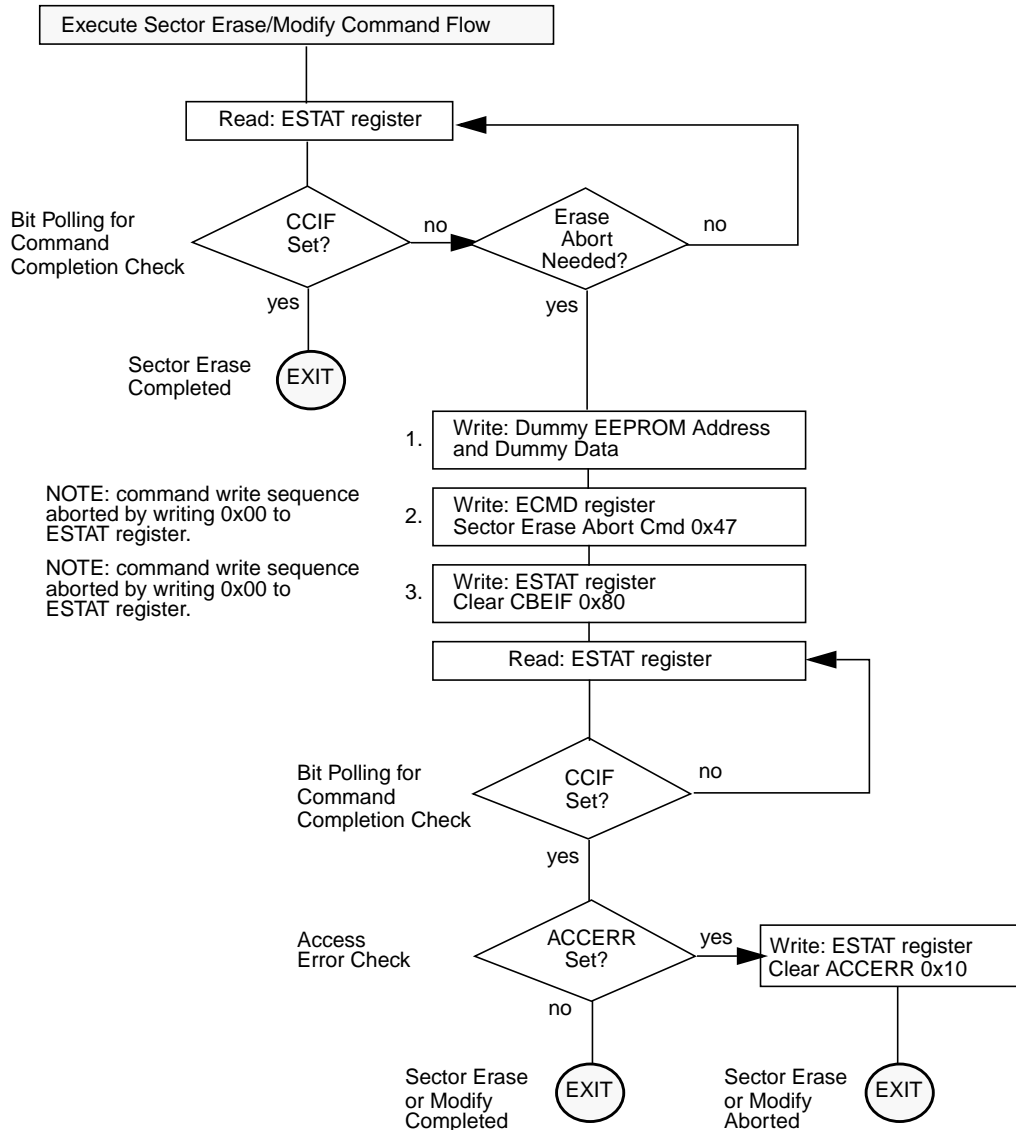 Execute Sector Erase/Modify Command Flow
Read: ESTAT register
Bit Polling for
Command
Completion Check
CCIF
Set?
no
Erase
Abort
Needed?
no
yes
yes
Sector Erase
Completed
EXIT
1.
Write: Dummy EEPROM Address
and Dummy Data
NOTE: command write sequence
aborted by writing 0x00 to
ESTAT register.
2.
Write: ECMD register
Sector Erase Abort Cmd 0x47
NOTE: command write sequence
aborted by writing 0x00 to
ESTAT register.
3.
Write: ESTAT register
Clear CBEIF 0x80
Read: ESTAT register
Bit Polling for
Command
Completion Check
CCIF
Set?
no
yes
Access
Error Check
ACCERR
Set?
yes
Write: ESTAT register
Clear ACCERR 0x10
no
Sector Erase
or Modify
Completed
EXIT
Sector Erase
or Modify
Aborted
EXIT